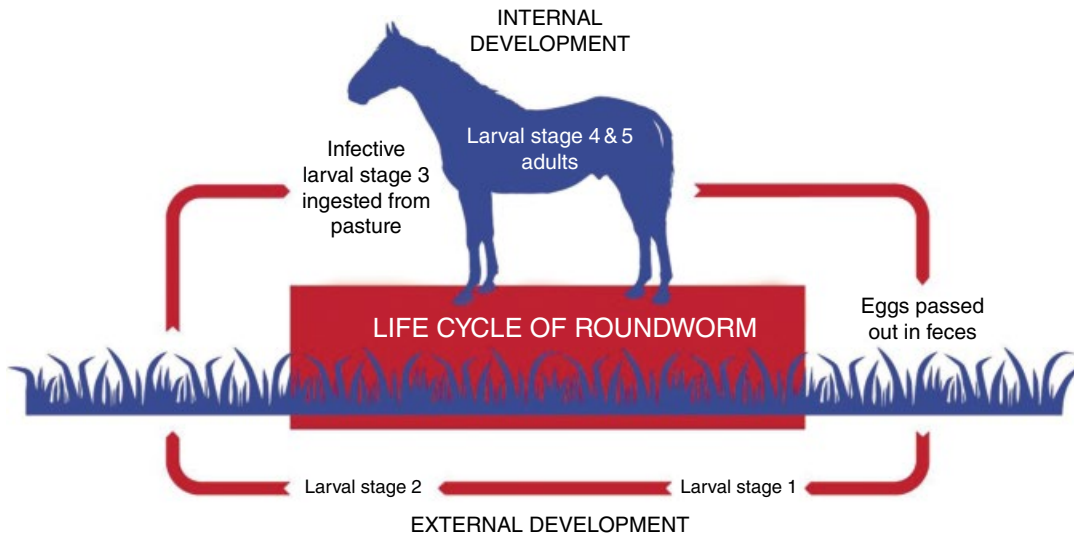 INTERNAL
DEVELOPMENT
Larval stage 4 & 5
adults
Infective
larval stage 3
ingested from
pasture
LIFE CYCLE OF ROUNDWORM
Eggs passed
out in feces
Larval stage 2
Larval stage 1
EXTERNAL DEVELOPMENT